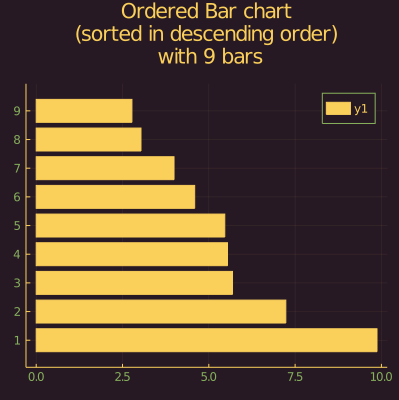 Ordered Bar chart
(sorted in descending order)
with 9 bars
y1
9
8
7
6
5
4
3
2
1
0.0 2.5 5.0 7.5 10.0